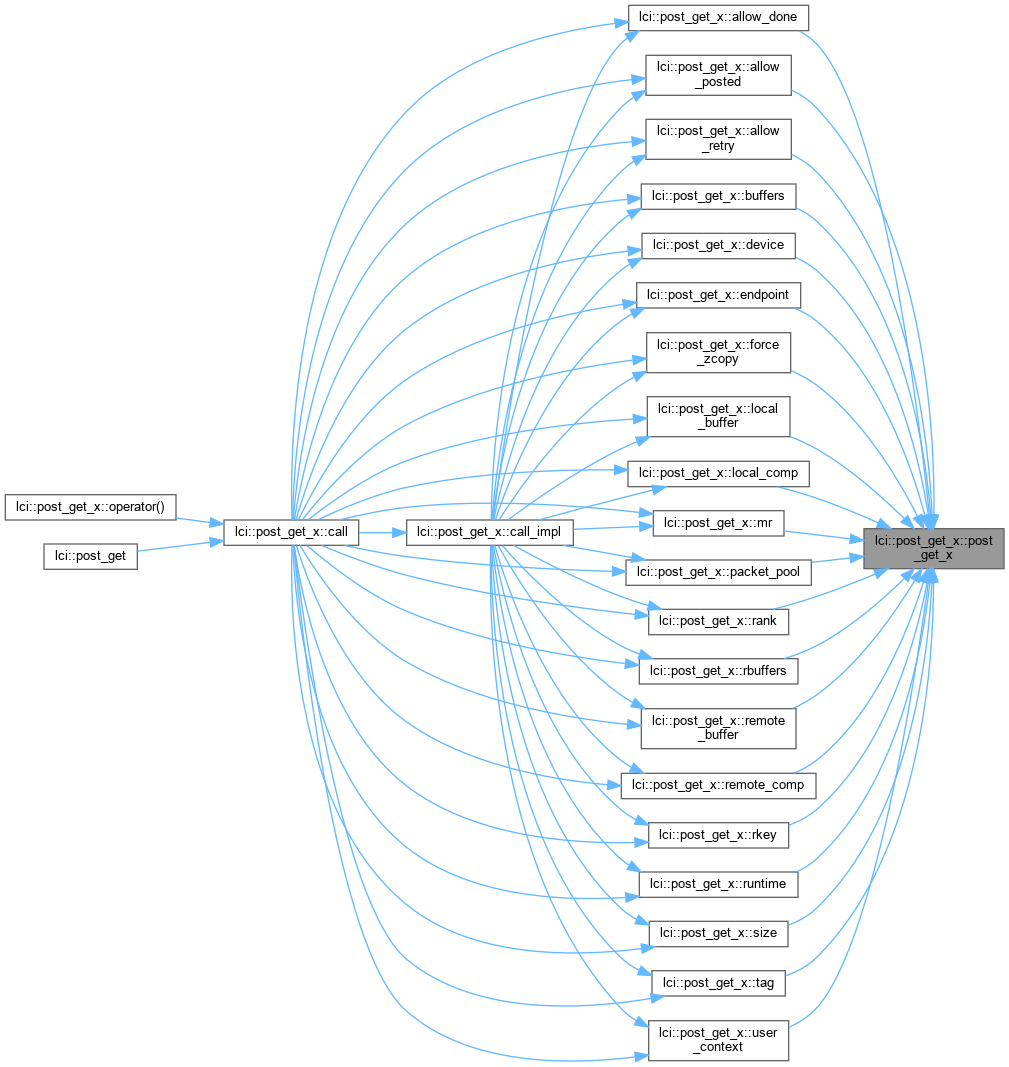 lci::post_get_x::allow_done
lci::post_get_x::allow
_posted
lci::post_get_x::allow
_retry
lci::post_get_x::buffers
lci::post_get_x::device
lci::post_get_x::endpoint
lci::post_get_x::force
_zcopy
lci::post_get_x::local
_buffer
lci::post_get_x::local_comp
lci::post_get_x::operator()
lci::post_get_x::mr
lci::post_get_x::call
lci::post_get_x::call_impl
lci::post_get_x::post
_get_x
lci::post_get
lci::post_get_x::packet_pool
lci::post_get_x::rank
lci::post_get_x::rbuffers
lci::post_get_x::remote
_buffer
lci::post_get_x::remote_comp
lci::post_get_x::rkey
lci::post_get_x::runtime
lci::post_get_x::size
lci::post_get_x::tag
lci::post_get_x::user
_context